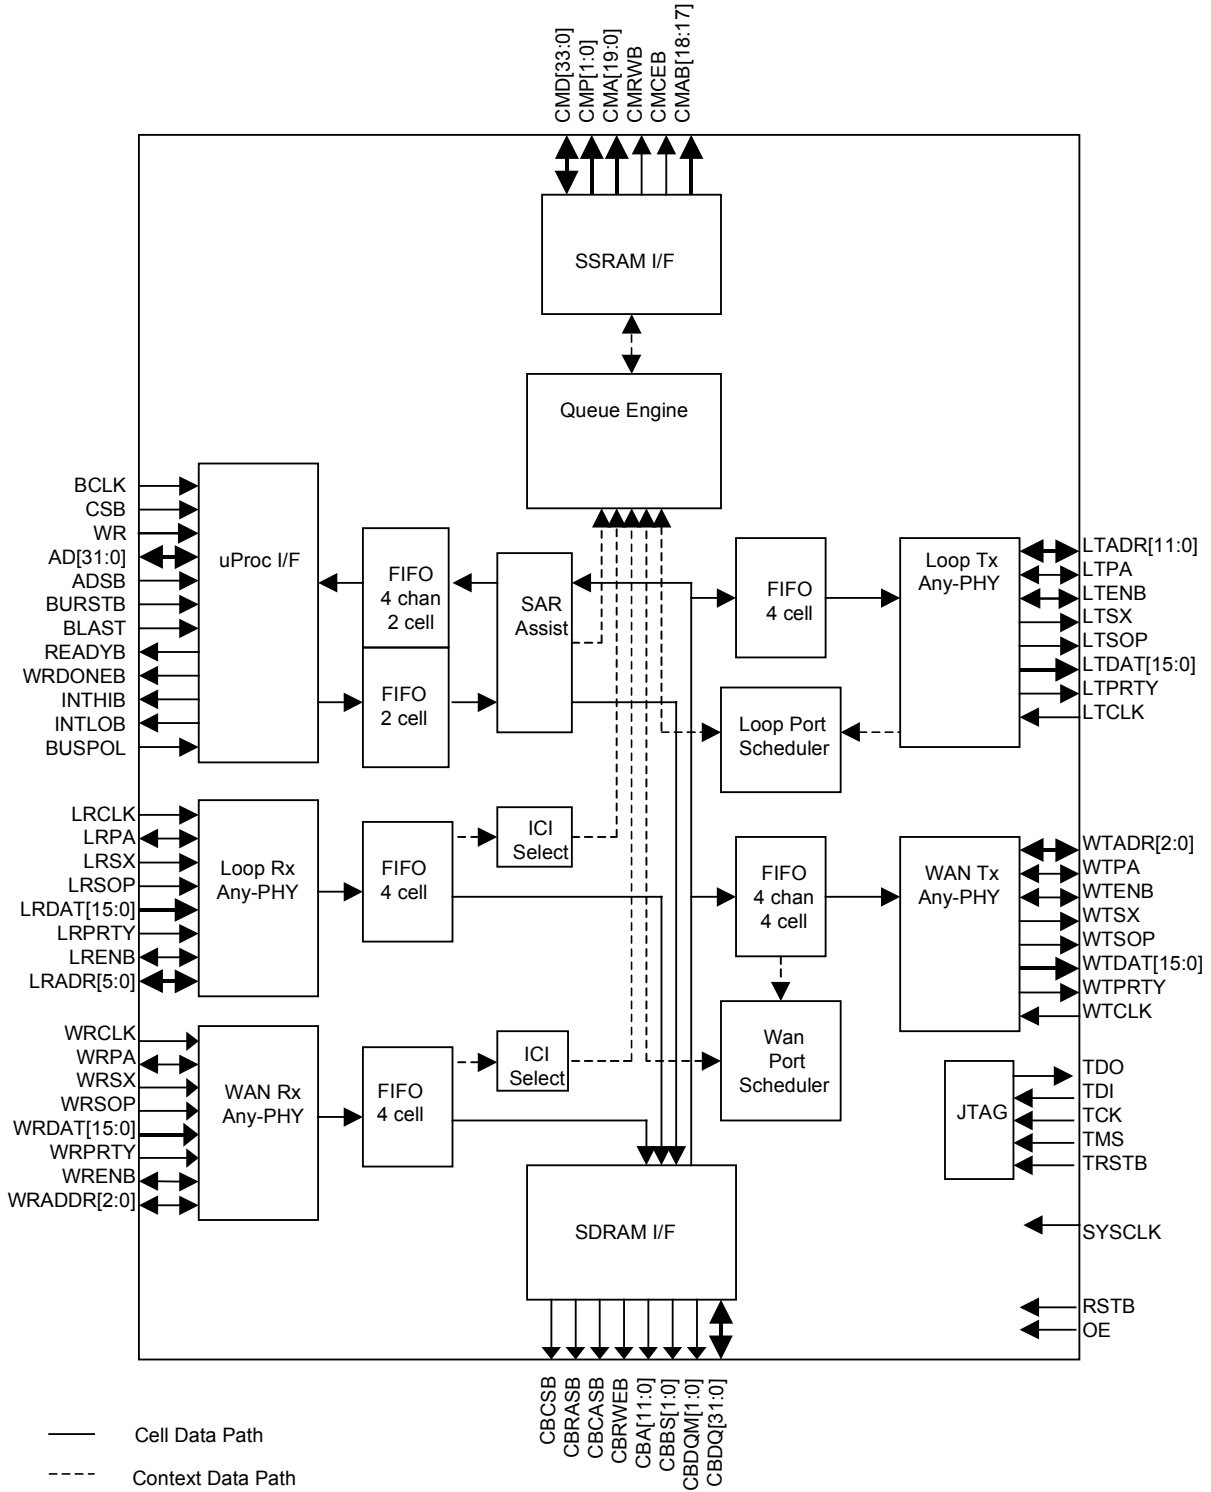 CMD[33:0]
CMP[1:0]
CMA[19:0]
CMRWB
CMCEB
CMAB[18:17]
SSRAM I/F
Queue Engine
BCLK
CSB
WR
AD[31:0]
ADSB
BURSTB
BLAST
READYB
WRDONEB
INTHIB
INTLOB
BUSPOL
uProc I/F
FIFO
4 chan
2 cell
FIFO
2 cell
SAR
Assist
FIFO
4 cell
Loop Tx
Any-PHY
LTADR[11:0]
LTPA
LTENB
LTSX
LTSOP
LTDAT[15:0]
LTPRTY
LTCLK
Loop Port
Scheduler
LRCLK
LRPA
LRSX
LRSOP
LRDAT[15:0]
LRPRTY
LRENB
LRADR[5:0]
Loop Rx
Any-PHY
FIFO
4 cell
ICI
Select
FIFO
4 chan
4 cell
WAN Tx
Any-PHY
WTADR[2:0]
WTPA
WTENB
WTSX
WTSOP
WTDAT[15:0]
WTPRTY
WTCLK
WRCLK
WRPA
WRSX
WRSOP
WRDAT[15:0]
WRPRTY
WRENB
WRADDR[2:0]
WAN Rx
Any-PHY
FIFO
4 cell
ICI
Select
Wan
Port
Scheduler
JTAG
TDO
TDI
TCK
TMS
TRSTB
SDRAM I/F
SYSCLK
RSTB
OE
CBCSB
CBRASB
CBCASB
CBRWEB
CBA[11:0]
CBBS[1:0]
CBDQM[1:0]
CBDQ[31:0]
Cell Data Path
Context Data Path